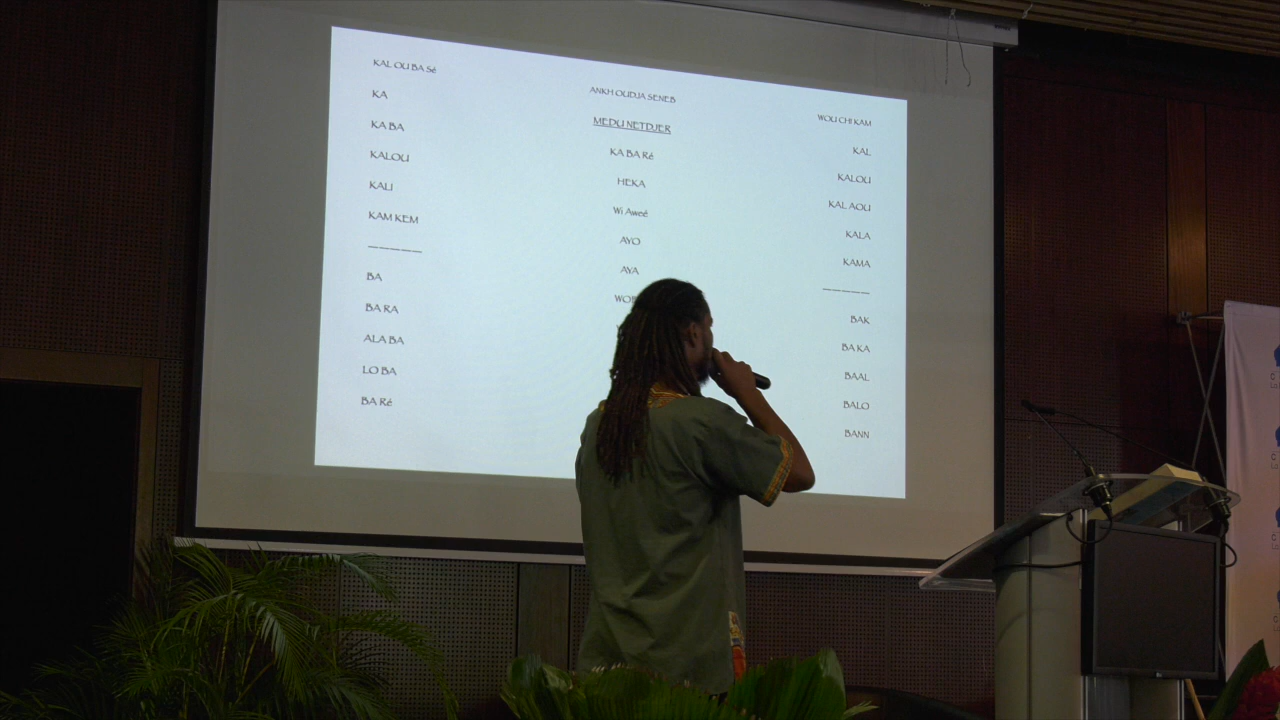 KAL OU BA Sé
KA
KA BA
KALOU
KALI
KAM KEM
BA
BA RA
ALA BA
LO BA
BA Ré
ANKH OUDJA SENEB
MEDU NETDJER
KA BA Ré
HEKA
Wi Aweé
AYO
AYA
WOU CHI KAM
KAL
KALOU
KAL AOU
KALA
KAMA
BAK
BA KA
BAAL
BALO
BANN